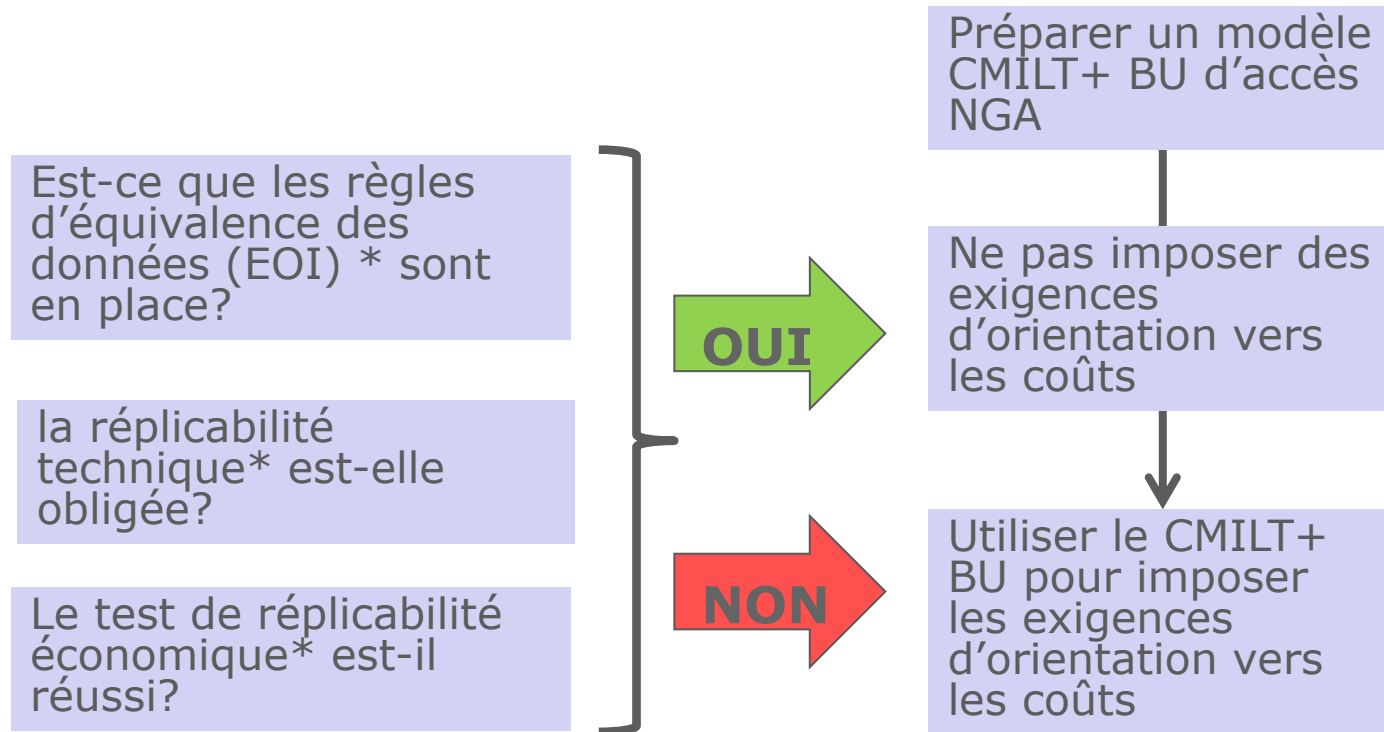 Est-ce que les règles
d’équivalence des
données (EOI) * sont
en place?
la réplicabilité
technique* est-elle
obligée?
Le test de réplicabilité
économique* est-il
réussi?
OUI
NON
Préparer un modèle
CMILT+ BU d’accès
NGA
Ne pas imposer des
exigences
d’orientation vers
les coûts
Utiliser le CMILT+
BU pour imposer
les exigences
d’orientation vers
les coûts